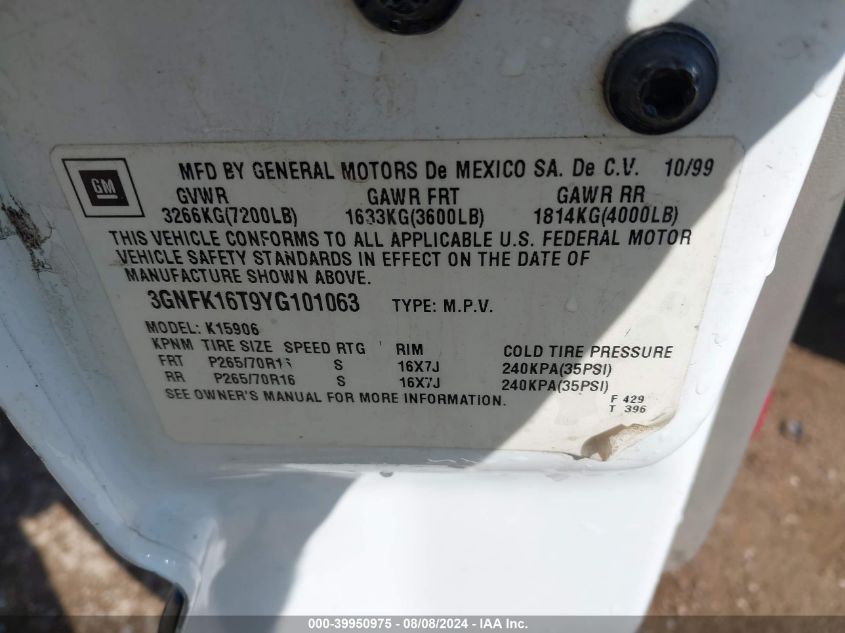 GM
MFD BY GENERAL MOTORS De MEXICO SA. De C.V. 10/99
GVWR GAWR FRT GAWR RR
3266KG(7200LB) 1633KG(3600LB) 1814KG(4000LB)
THIS VEHICLE CONFORMS TO ALL APPLICABLE U.S. FEDERAL MOTOR
VEHICLE SAFETY STANDARDS IN EFFECT ON THE DATE OF
MANUFACTURE SHOWN ABOVE.
3GNFK16T9YG101063 TYPE: M.P.V.
MODEL: K15906
KPNM TIRE SIZE SPEED RTG RIM COLD TIRE PRESSURE
FRT P265/70R16 S 16X7J 240KPA(35PSI)
RR P265/70R16 S 16X7J 240KPA(35PSI)
SEE OWNER'S MANUAL FOR MORE INFORMATION.
F 429
T 396
000-39950975 - 08/08/2024 - IAA Inc.